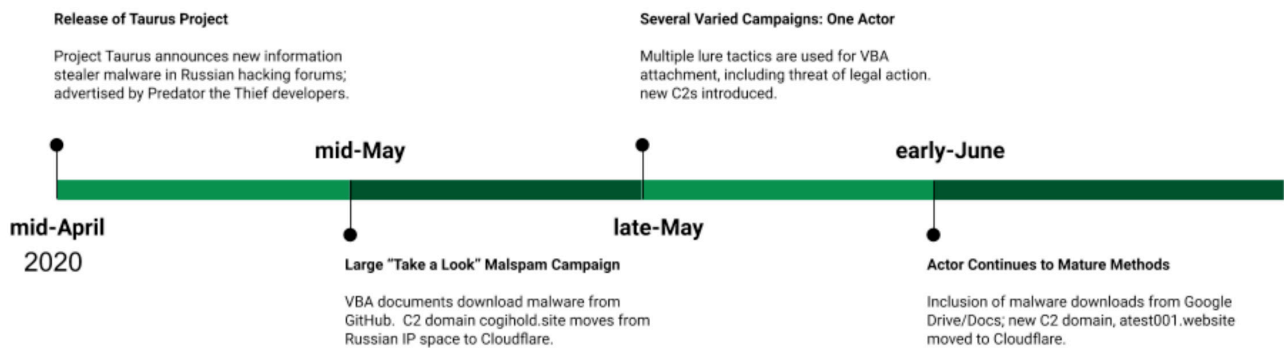 Release of Taurus Project
Project Taurus announces new information
stealer malware in Russian hacking forums;
advertised by Predator the Thief developers.
Several Varied Campaigns: One Actor
Multiple lure tactics are used for VBA
attachment, including threat of legal action.
new C2s introduced.
mid-May
early-June
mid-April
2020
late-May
Large "Take a Look" Malspam Campaign
VBA documents download malware from
GitHub. C2 domain cogihold.site moves from
Russian IP space to Cloudflare.
Actor Continues to Mature Methods
Inclusion of malware downloads from Google
Drive/Docs; new C2 domain, atest001.website
moved to Cloudflare.